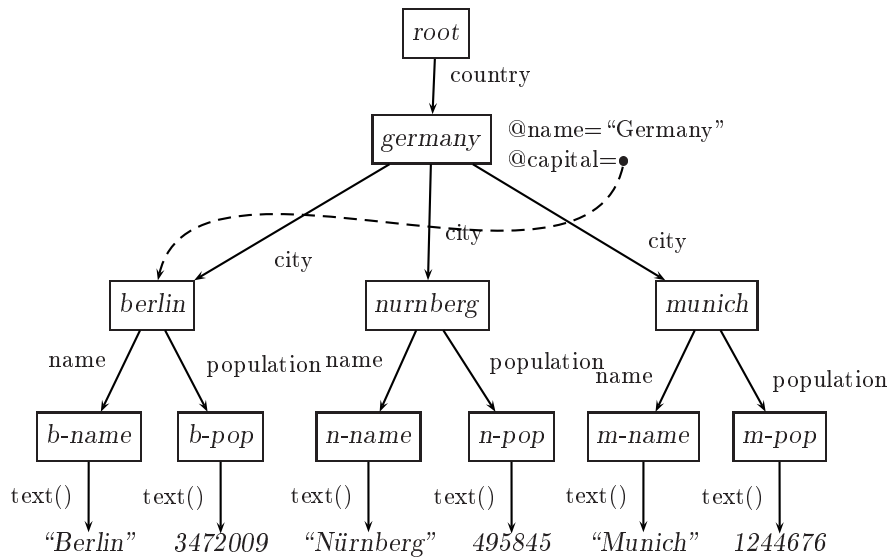 root
country
germany
@name=“Germany”
@capital=
city
city
city
berlin
nurnberg
munich
name
population
name
population
name
population
b-name
b-pop
n-name
n-pop
m-name
m-pop
text()
text()
text()
text()
text()
text()
“Berlin”
3472009
“Nürnberg”
495845
“Munich”
1244676